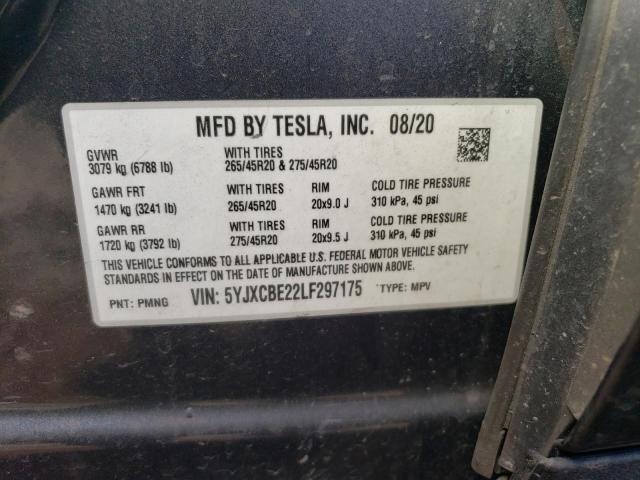 MFD BY TESLA, INC. 08/20
GVWR WITH TIRES
3079 kg (6788 lb) 265/45R20 & 275/45R20
GAWR FRT WITH TIRES RIM COLD TIRE PRESSURE
1470 kg (3241 lb) 265/45R20 20x9.0 J 310 kPa, 45 psi
GAWR RR WITH TIRES RIM COLD TIRE PRESSURE
1720 kg (3792 lb) 275/45R20 20x9.5 J 310 kPa, 45 psi
THIS VEHICLE CONFORMS TO ALL APPLICABLE U.S. FEDERAL MOTOR VEHICLE SAFETY
STANDARDS IN EFFECT ON THE DATE OF MANUFACTURE SHOWN ABOVE.
PNT: PMNG VIN: 5YJXCBE22LF297175 TYPE: MPV